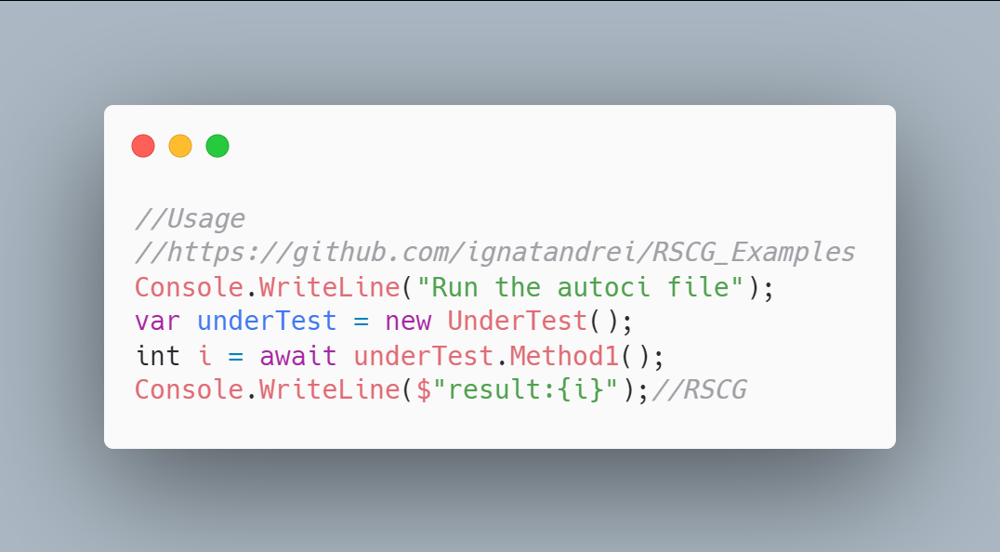 //Usage
//https://github.com/ignatandrei/RSCG_Examples
Console.WriteLine("Run the autoci file");
var underTest = new UnderTest();
int i = await underTest.Method1();
Console.WriteLine($"result:{i}");//RSCG